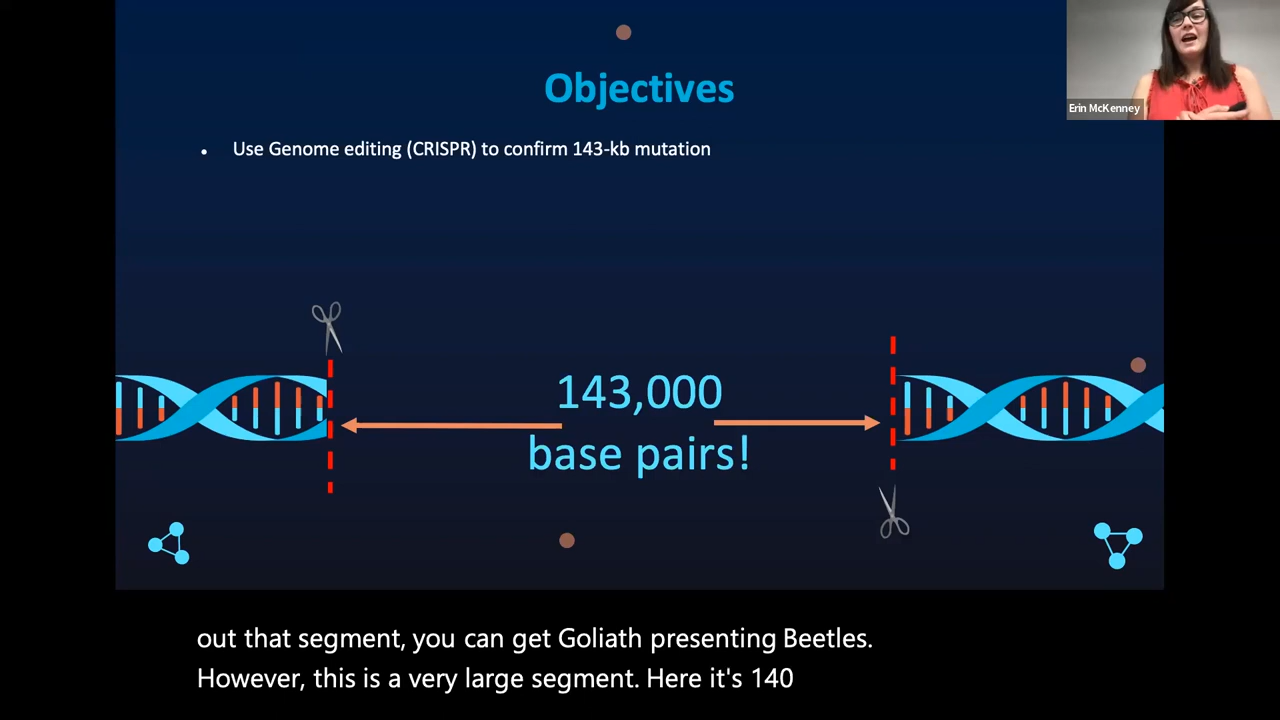 Objectives
Erin McKenney
• Use Genome editing (CRISPR) to confirm 143-kb mutation
143,000
base pairs!
out that segment, you can get Goliath presenting Beetles.
However, this is a very large segment. Here it's 140